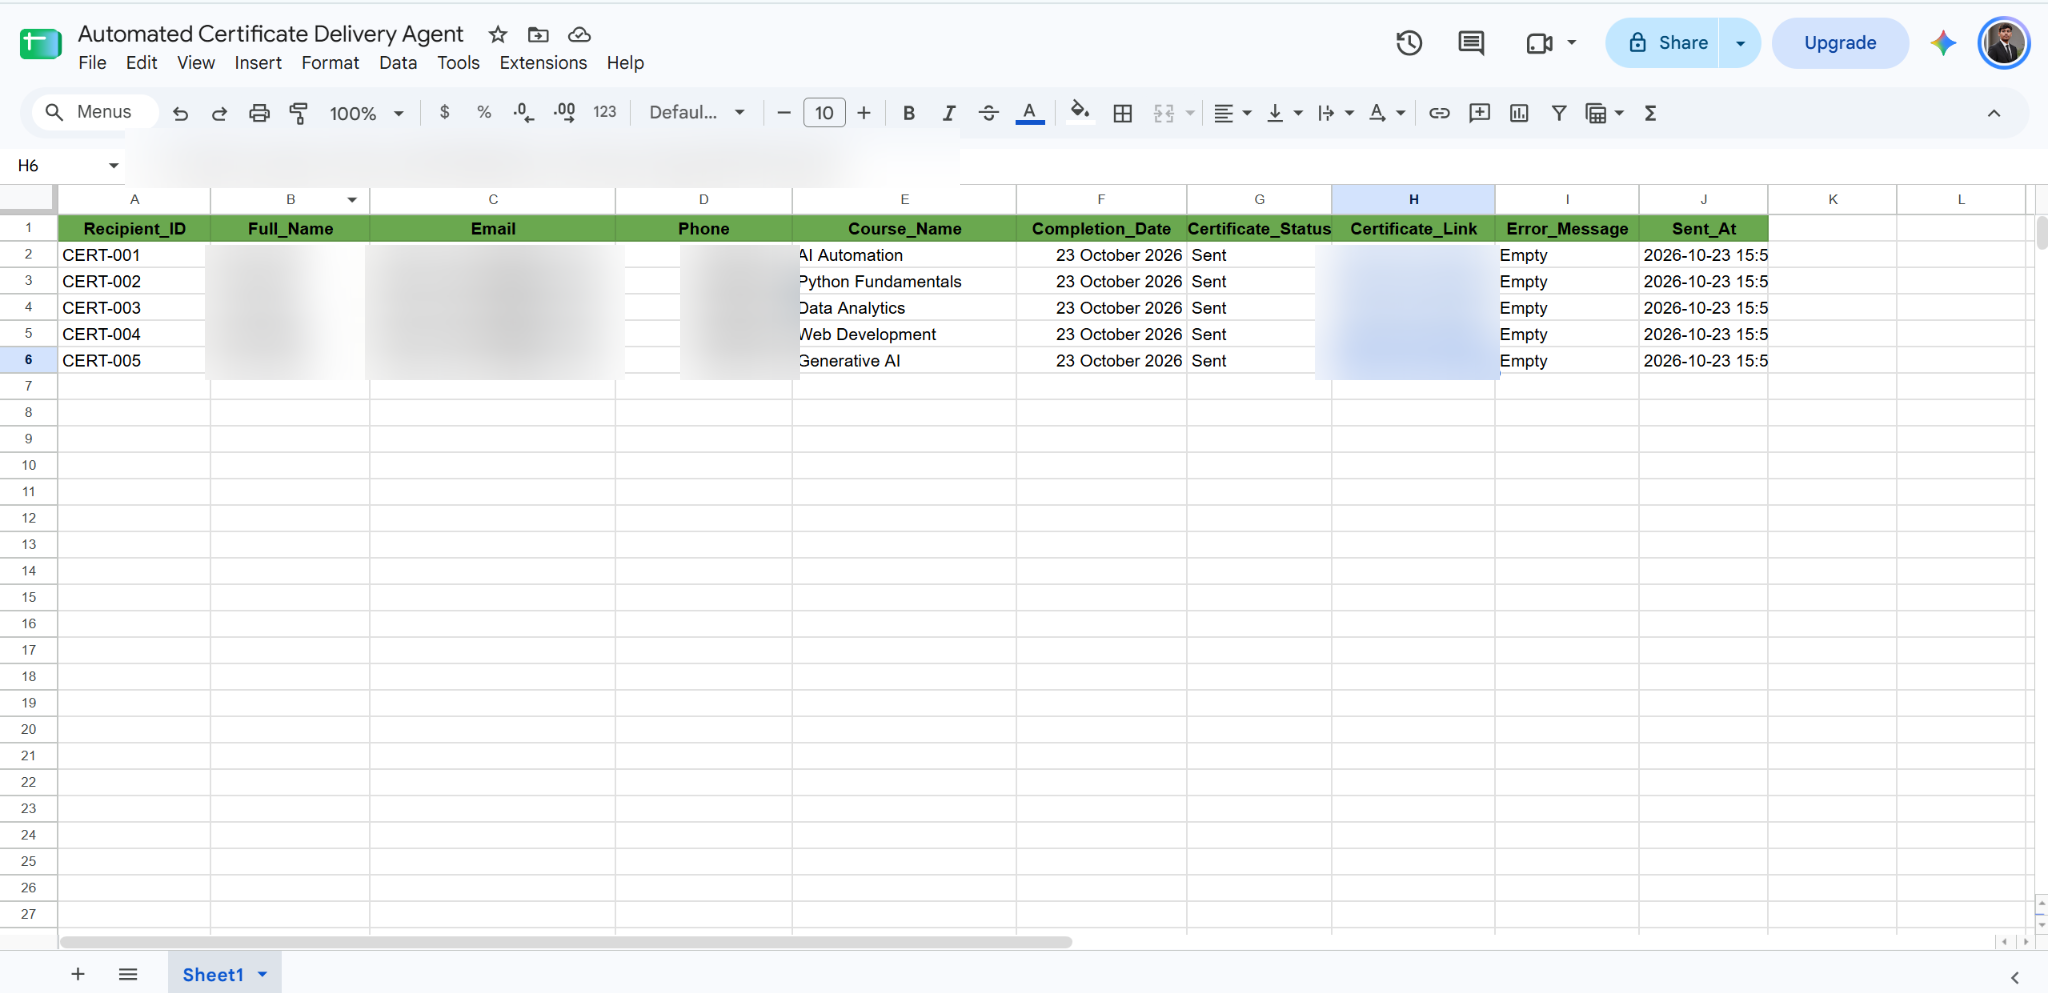 Automated Certificate Delivery Agent
File Edit View Insert Format Data Tools Extensions Help
Share
Upgrade
Menus 100% $ % .0 .00 123 Defaul... 10 B I A A Σ
H6
A B C D E F G H I J K L
1 Recipient_ID Full_Name Email Phone Course_Name Completion_Date Certificate_Status Certificate_Link Error_Message Sent_At
2 CERT-001 AI Automation 23 October 2026 Sent Empty 2026-10-23 15:5
3 CERT-002 Python Fundamentals 23 October 2026 Sent Empty 2026-10-23 15:5
4 CERT-003 Data Analytics 23 October 2026 Sent Empty 2026-10-23 15:5
5 CERT-004 Web Development 23 October 2026 Sent Empty 2026-10-23 15:5
6 CERT-005 Generative AI 23 October 2026 Sent Empty 2026-10-23 15:5
7
8
9
10
11
12
13
14
15
16
17
18
19
20
21
22
23
24
25
26
27
Sheet1